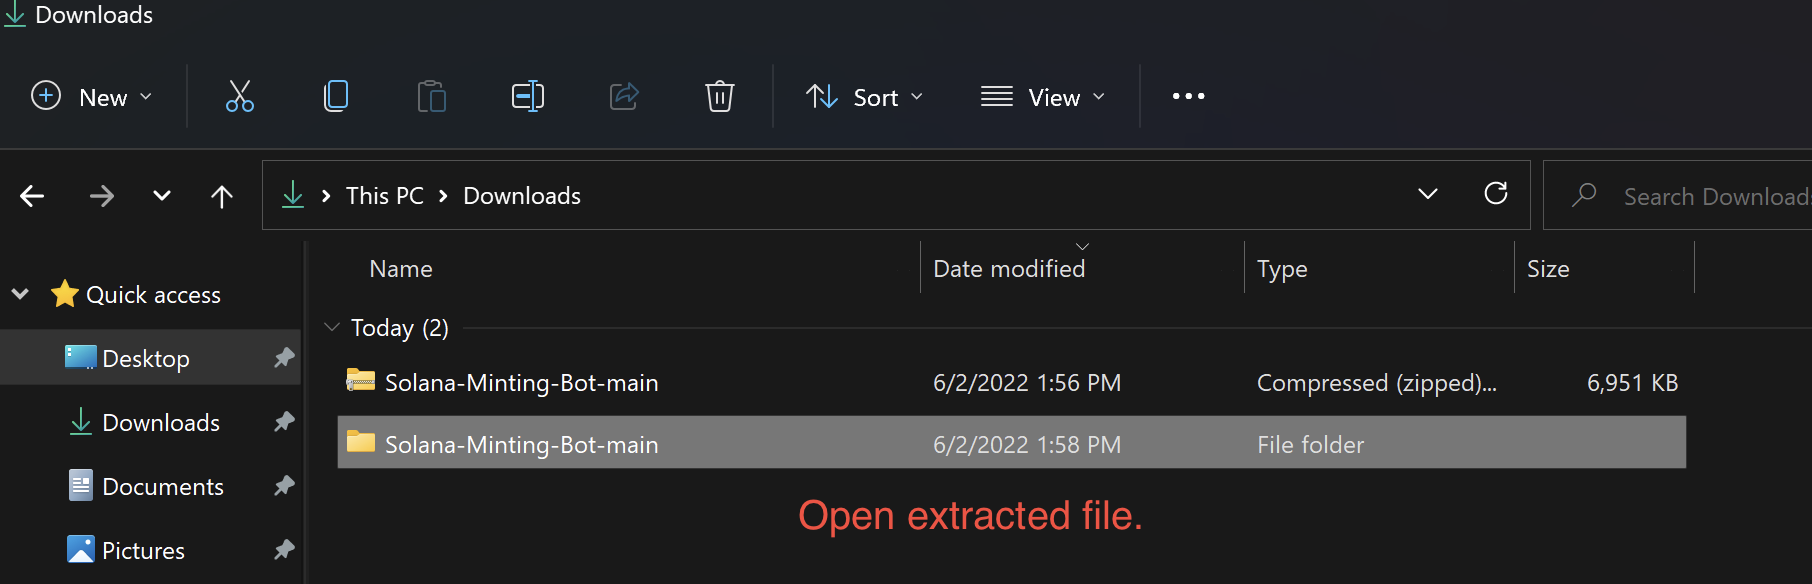 Downloads
New
Sort
View
This PC
Downloads
Search Download
Name
Date modified
Type
Size
Quick access
Today (2)
Desktop
Solana-Minting-Bot-main 6/2/2022 1:56 PM Compressed (zipped)... 6,951 KB
Downloads
Solana-Minting-Bot-main 6/2/2022 1:58 PM File folder
Documents
Open extracted file.
Pictures